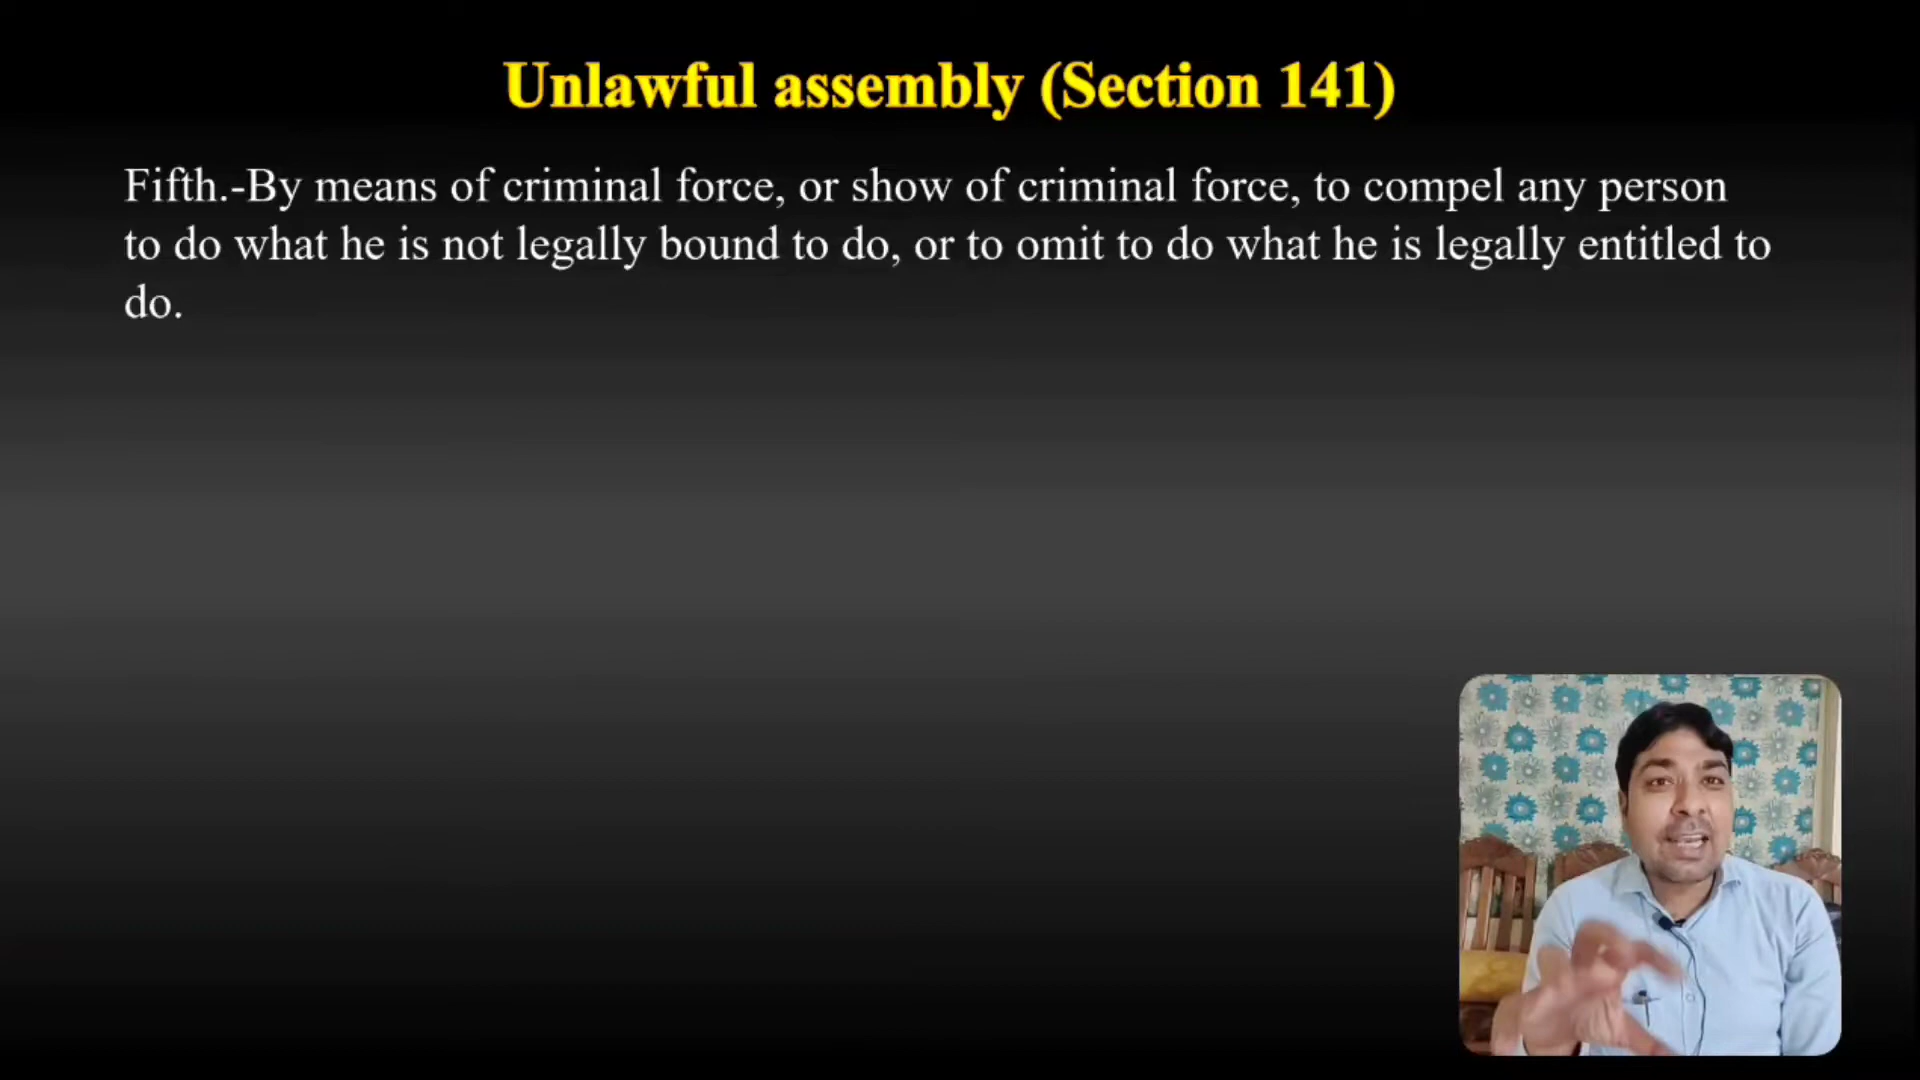 Unlawful assembly (Section 141)
Fifth.-By means of criminal force, or show of criminal force, to compel any person
to do what he is not legally bound to do, or to omit to do what he is legally entitled to
do.